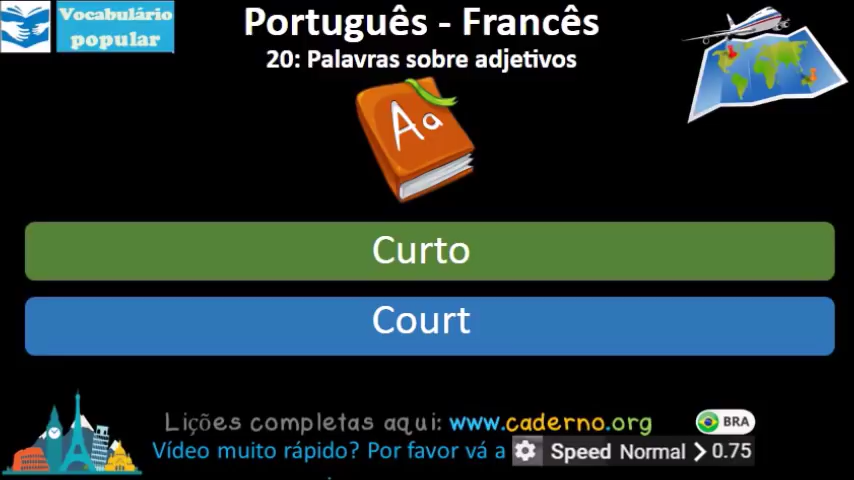 Vocabulário
popular
Português - Francês
20: Palavras sobre adjetivos
Aa
Curto
Court
Lições completas aqui: www.caderno.org
BRA
Vídeo muito rápido? Por favor vá a Speed Normal > 0.75